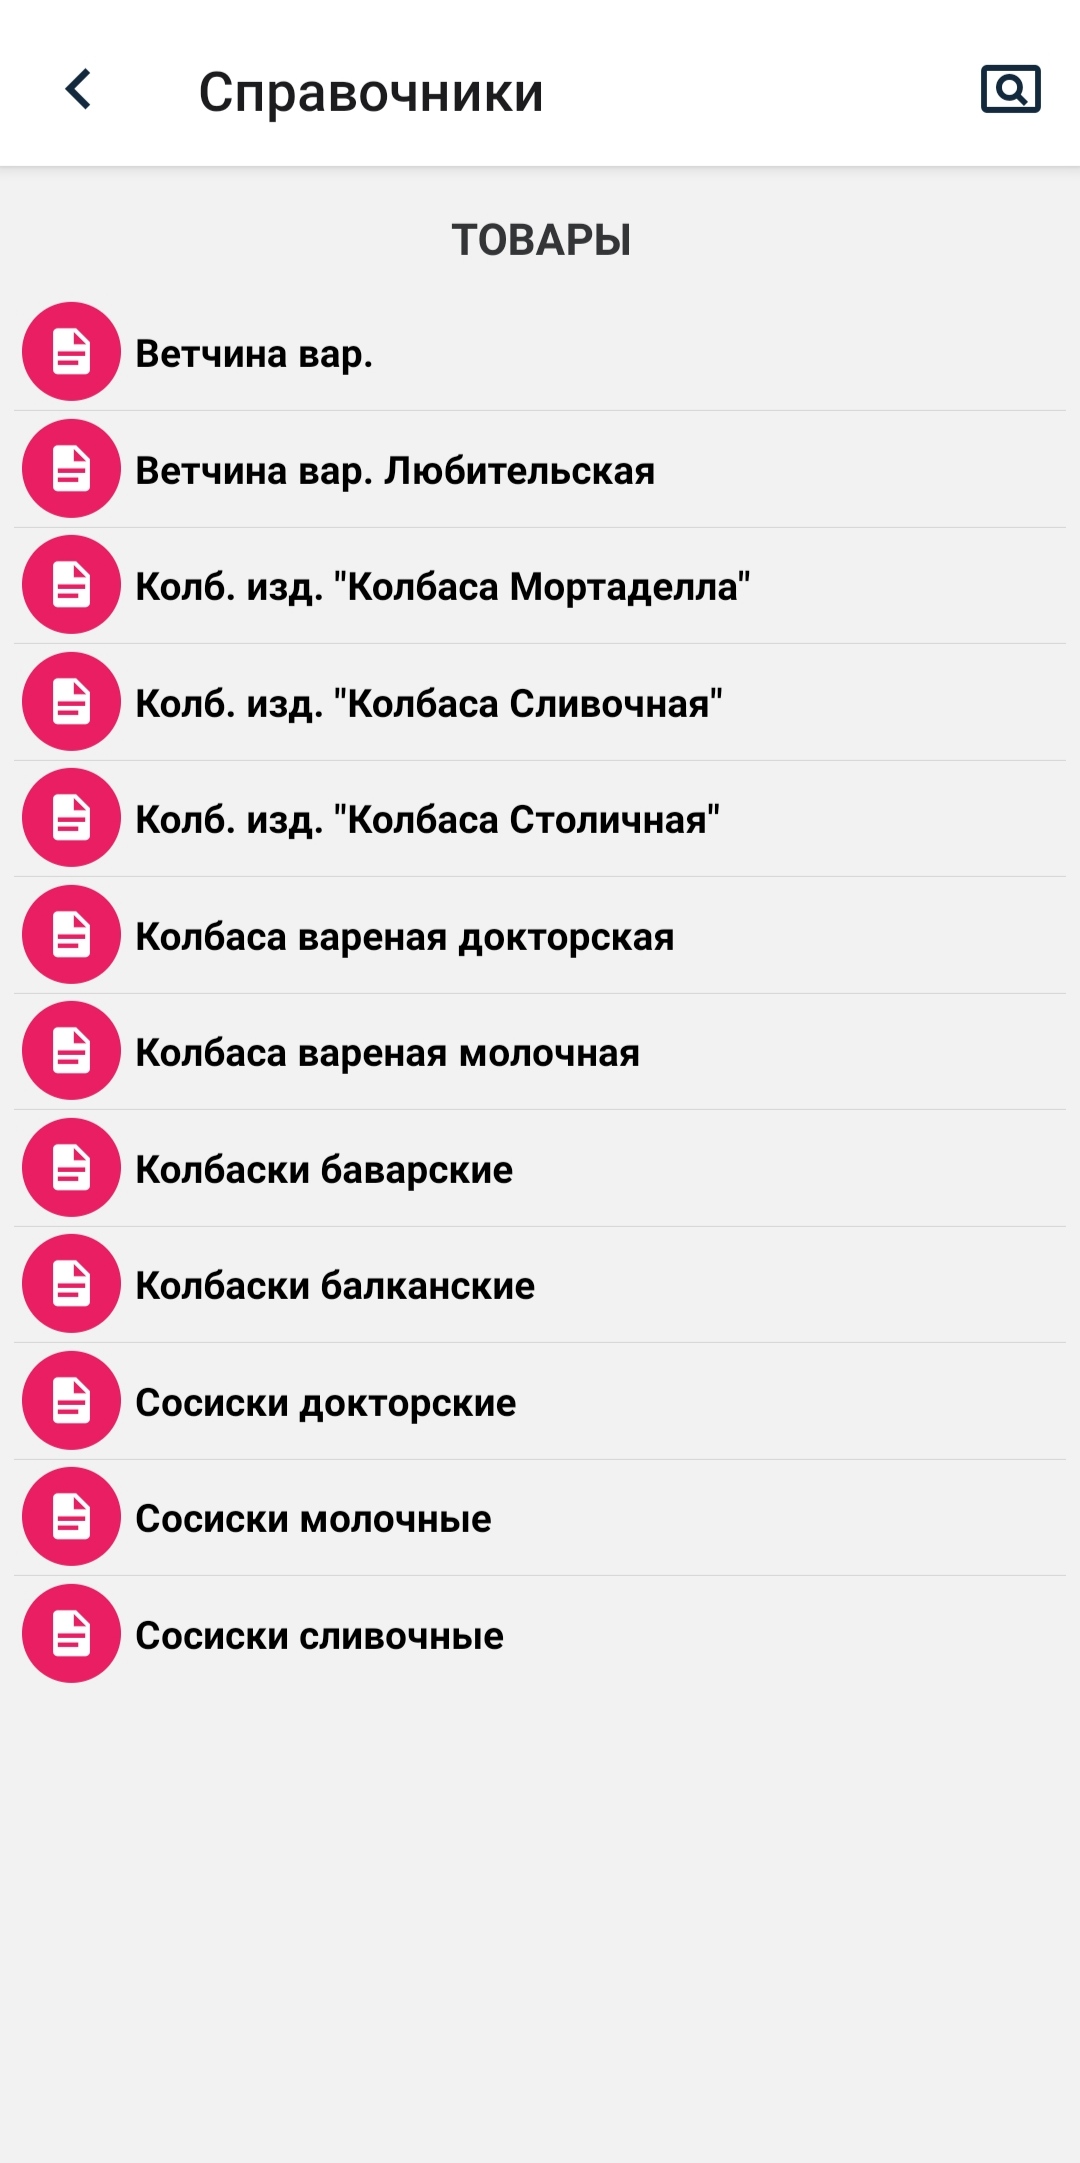 Справочники
ТОВАРЫ
Ветчина вар.
Ветчина вар. Любительская
Колб. изд. "Колбаса Мортаделла"
Колб. изд. "Колбаса Сливочная"
Колб. изд. "Колбаса Столичная"
Колбаса вареная докторская
Колбаса вареная молочная
Колбаски баварские
Колбаски балканские
Сосиски докторские
Сосиски молочные
Сосиски сливочные